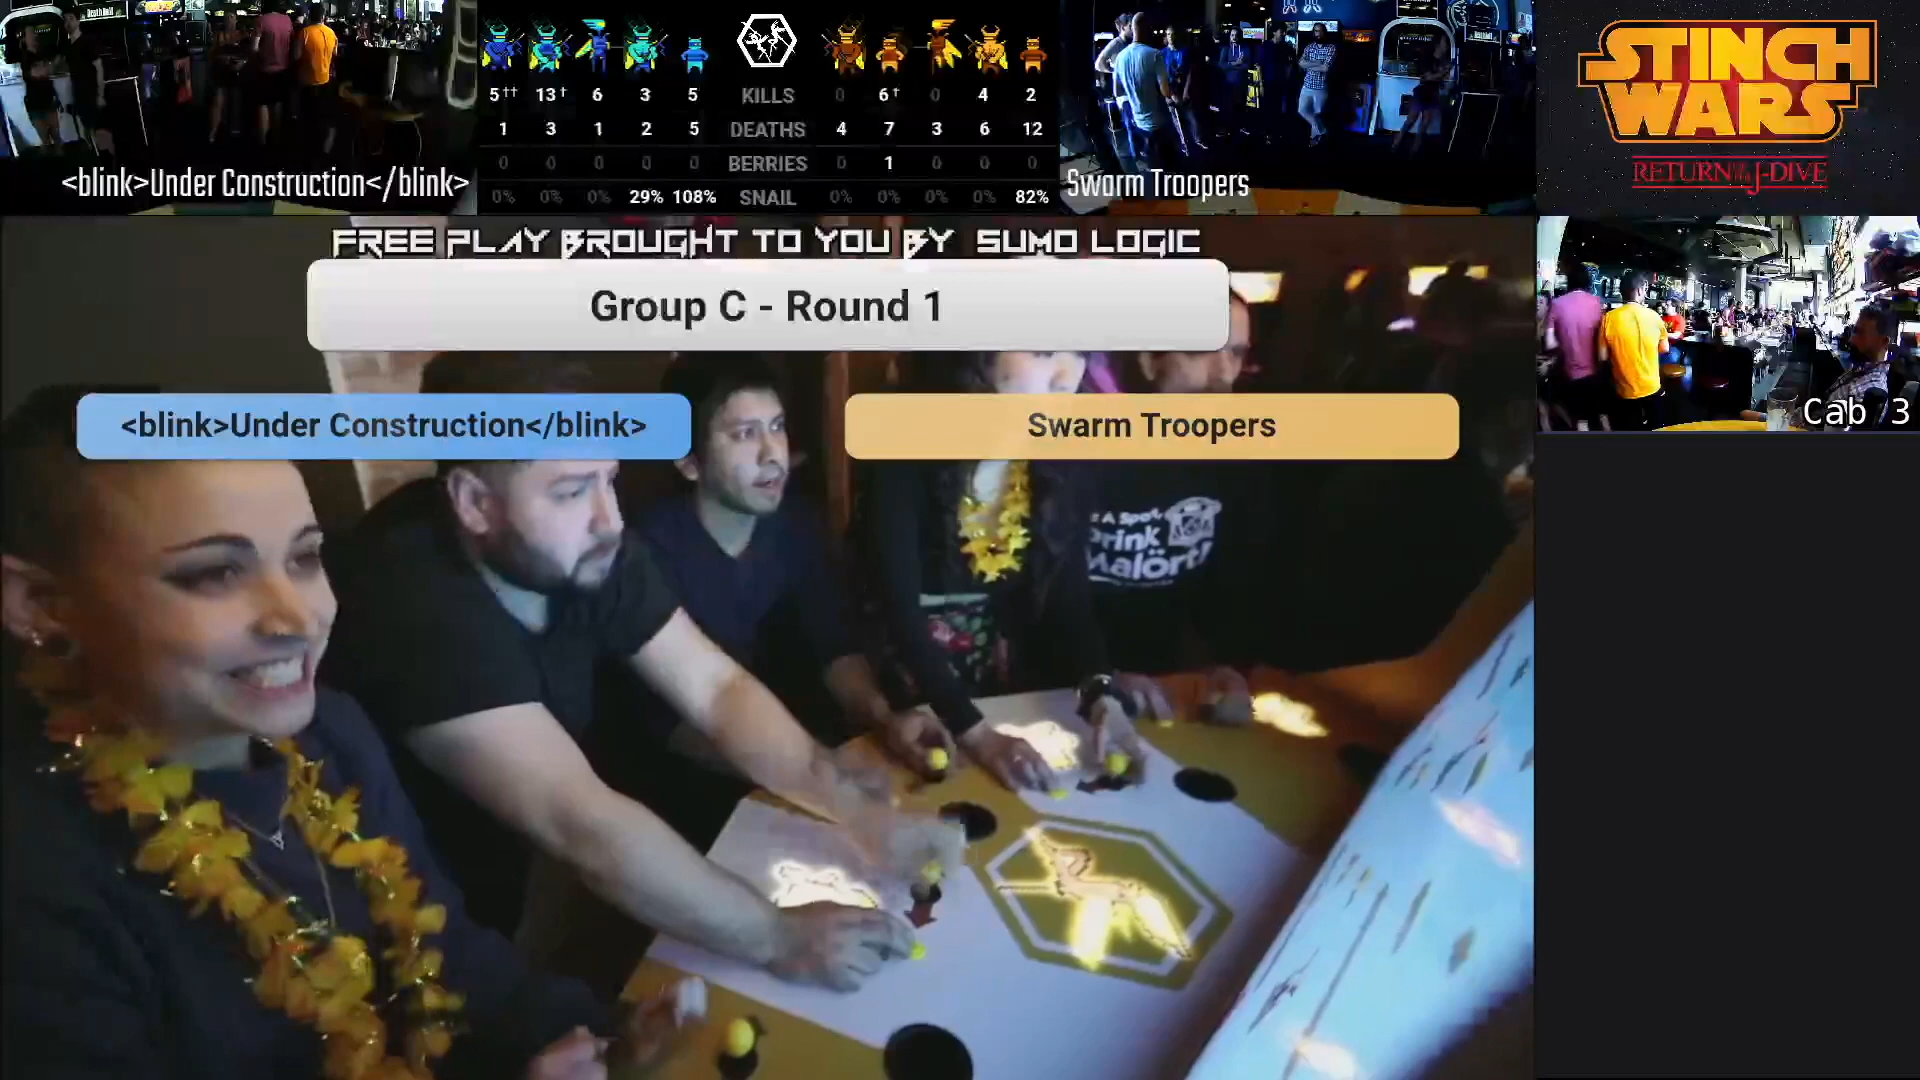 <blink>Under Construction</blink>
5†† 13† 6 3 5 KILLS 0 6† 0 4 2
1 3 1 2 5 DEATHS 4 7 3 6 12
0 0 0 0 0 BERRIES 0 1 0 0 0
0% 0% 0% 29% 108% SNAIL 0% 0% 0% 0% 82%
Swarm Troopers
STINCH
WARS
RETURN OF THE J-DIVE
FREE PLAY BROUGHT TO YOU BY SUMO LOGIC
Group C - Round 1
<blink>Under Construction</blink>
Swarm Troopers
Cab 3
Drink
Malört!